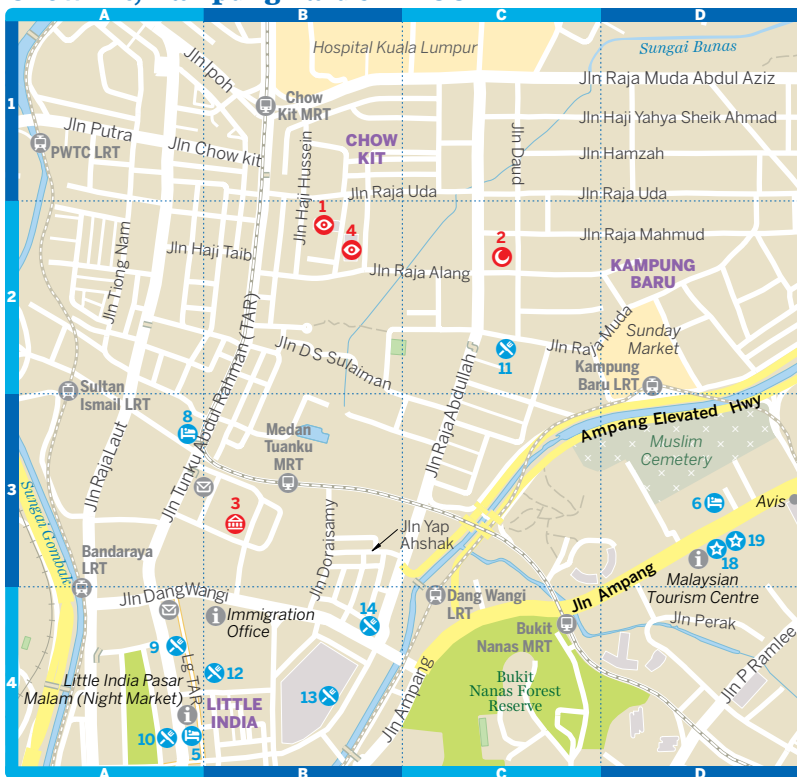 A
B
C
D
Hospital Kuala Lumpur
Sungai Bunas
Jln Ipoh
Jln Raja Muda Abdul Aziz
1
Chow
Kit MRT
Jln Haji Yahya Sheik Ahmad
Jln Putra
Jln Chow kit
CHOW
KIT
Jln Daud
PWTC LRT
Jln Hamzah
Jln Haji Hussein
Jln Raja Uda
Jln Raja Uda
1
4
2
Jln Raja Mahmud
Jln Tiong Nam
Jln Haji Taib
Jln Raja Alang
KAMPUNG
BARU
2
Jln Tunku Abdul Rahman (TAR)
Jln D S Sulaiman
Jln Raja Muda
Sunday
Market
11
Kampung
Baru LRT
Sultan
Ismail LRT
Jln Raja Abdullah
Ampang Elevated Hwy
8
Medan
Tuanku
MRT
Muslim
Cemetery
Jln Raja Laut
3
3
6
Avis
Sungai Gombak
Jln Doraisamy
Jln Yap
Ahshak
19
18
Bandaraya
LRT
Malaysian
Tourism Centre
Jln Ampang
Jln Dang Wangi
Immigration
Office
14
Dang Wangi
LRT
Bukit
Nanas MRT
Jln Perak
9
Lg TAR
12
Little India Pasar
Malam (Night Market)
Jln P Ramlee
4
13
Jln Ampang
Bukit
Nanas Forest
Reserve
LITTLE
INDIA
10
5
A
B
C
D